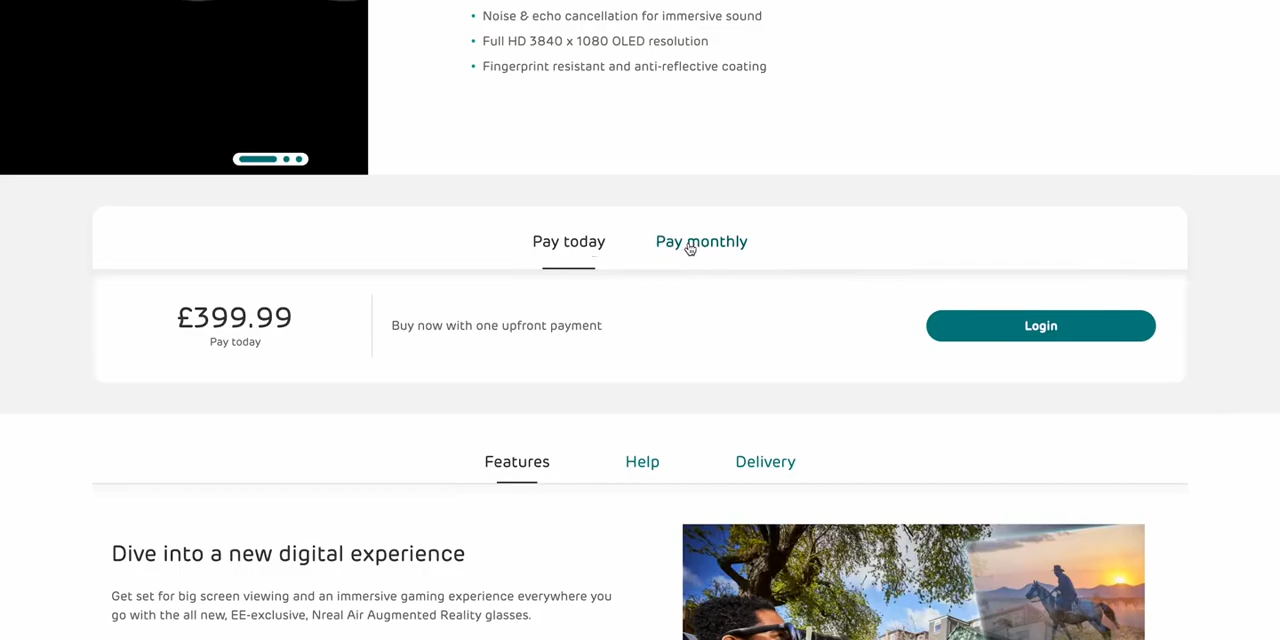 Noise & echo cancellation for immersive sound
Full HD 3840 x 1080 OLED resolution
Fingerprint resistant and anti-reflective coating
Pay today
Pay monthly
£399.99
Pay today
Buy now with one upfront payment
Login
Features
Help
Delivery
Dive into a new digital experience
Get set for big screen viewing and an immersive gaming experience everywhere you
go with the all new, EE-exclusive, Nreal Air Augmented Reality glasses.